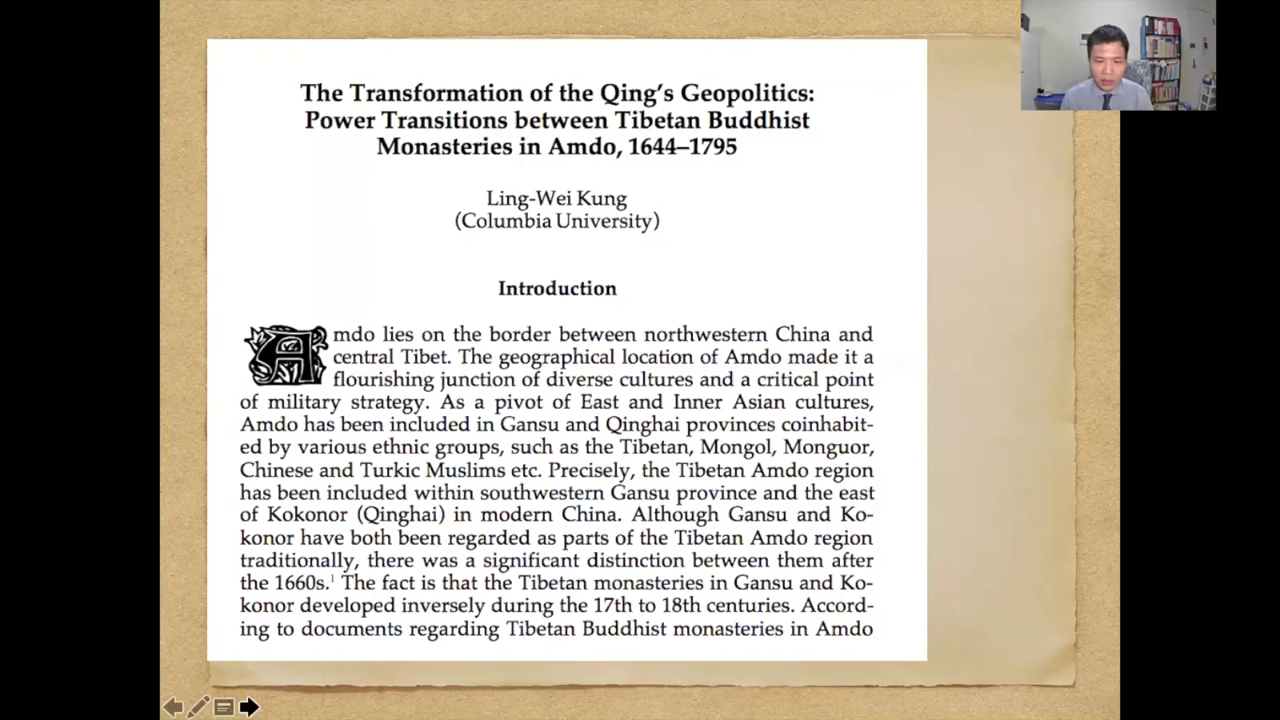 The Transformation of the Qing's Geopolitics:
Power Transitions between Tibetan Buddhist
Monasteries in Amdo, 1644–1795
Ling-Wei Kung
(Columbia University)
Introduction
Amdo lies on the border between northwestern China and
central Tibet. The geographical location of Amdo made it a
flourishing junction of diverse cultures and a critical point
of military strategy. As a pivot of East and Inner Asian cultures,
Amdo has been included in Gansu and Qinghai provinces coinhabit-
ed by various ethnic groups, such as the Tibetan, Mongol, Monguor,
Chinese and Turkic Muslims etc. Precisely, the Tibetan Amdo region
has been included within southwestern Gansu province and the east
of Kokonor (Qinghai) in modern China. Although Gansu and Ko-
konor have both been regarded as parts of the Tibetan Amdo region
traditionally, there was a significant distinction between them after
the 1660s.¹ The fact is that the Tibetan monasteries in Gansu and Ko-
konor developed inversely during the 17th to 18th centuries. Accord-
ing to documents regarding Tibetan Buddhist monasteries in Amdo